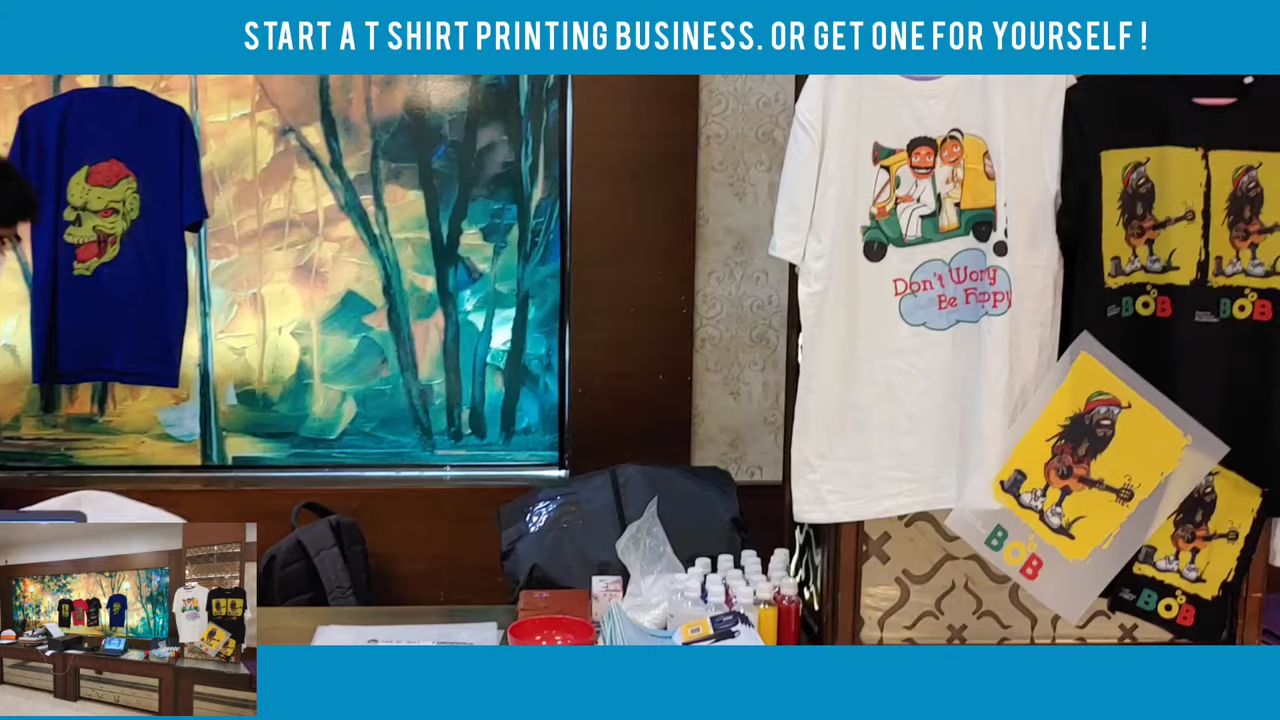 START A T SHIRT PRINTING BUSINESS. OR GET ONE FOR YOURSELF !
Don't Worry
Be Happy
BOB
BOB
BOB
BOB